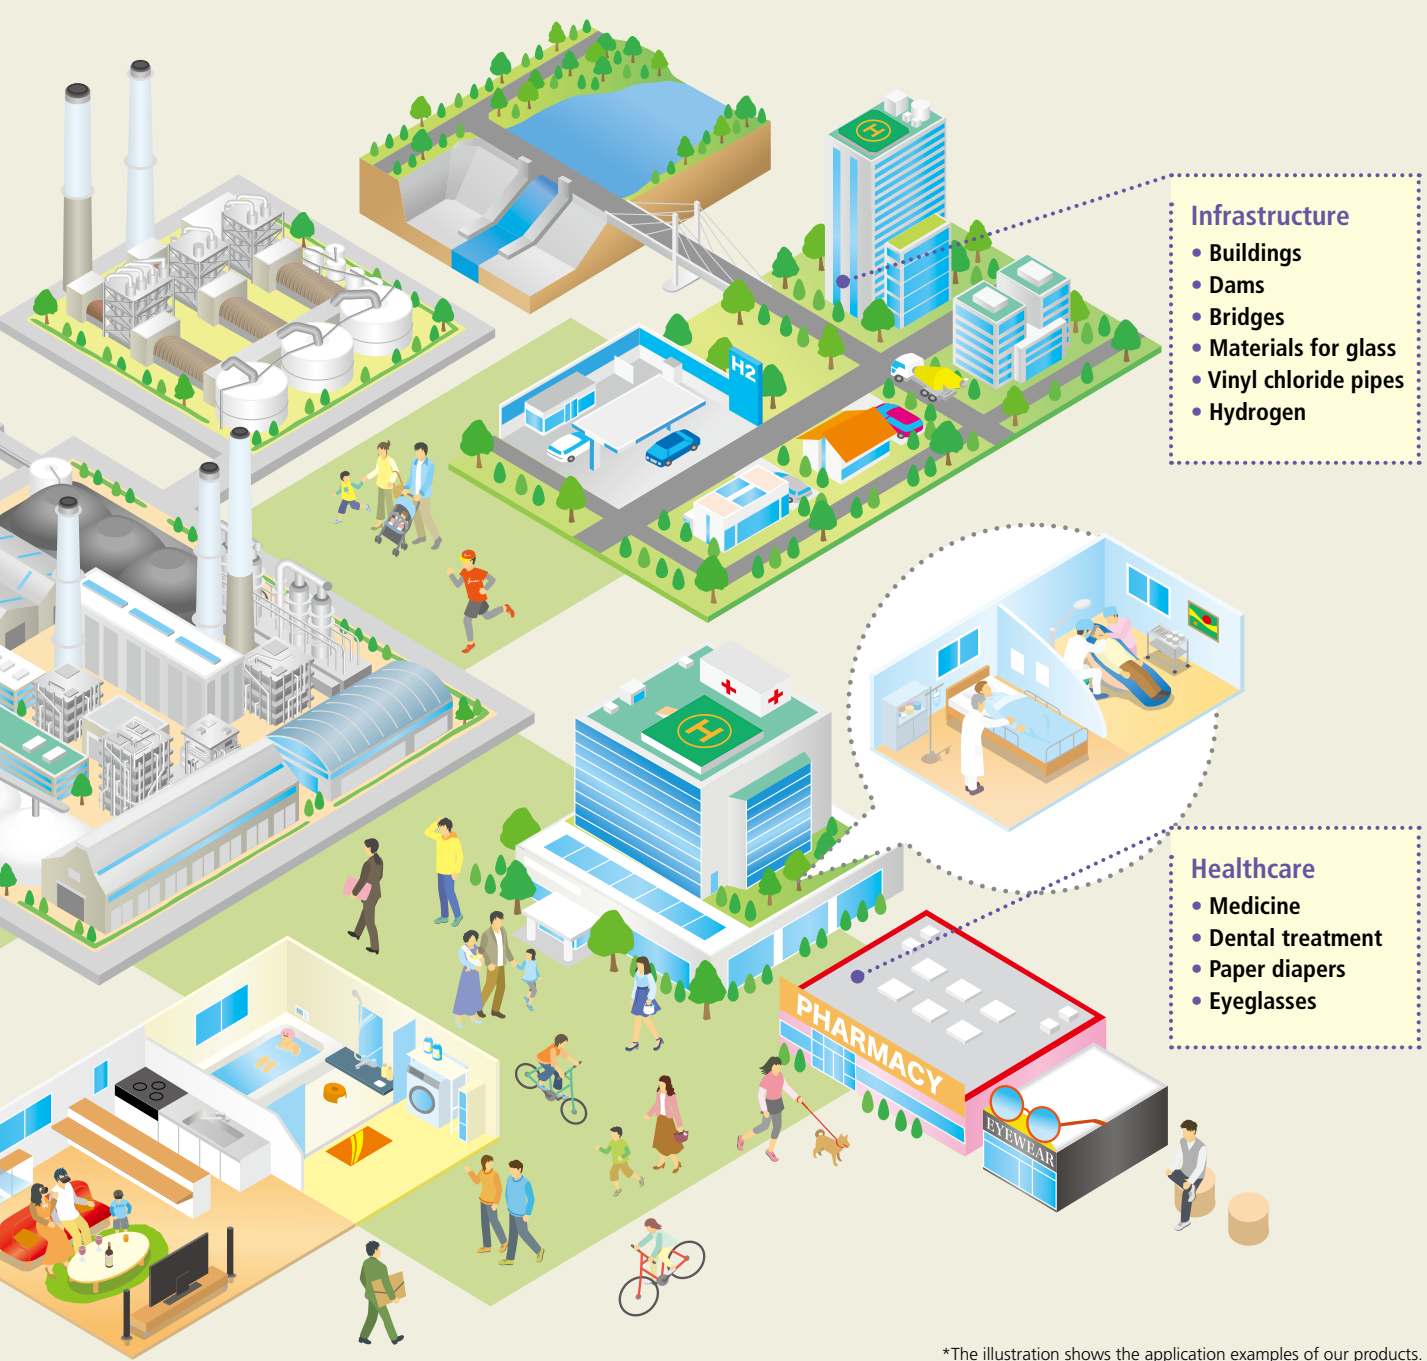 H
Infrastructure
• Buildings
• Dams
• Bridges
• Materials for glass
• Vinyl chloride pipes
• Hydrogen
H2
H
Healthcare
• Medicine
• Dental treatment
• Paper diapers
• Eyeglasses
PHARMACY
EYEWEAR
*The illustration shows the application examples of our products.